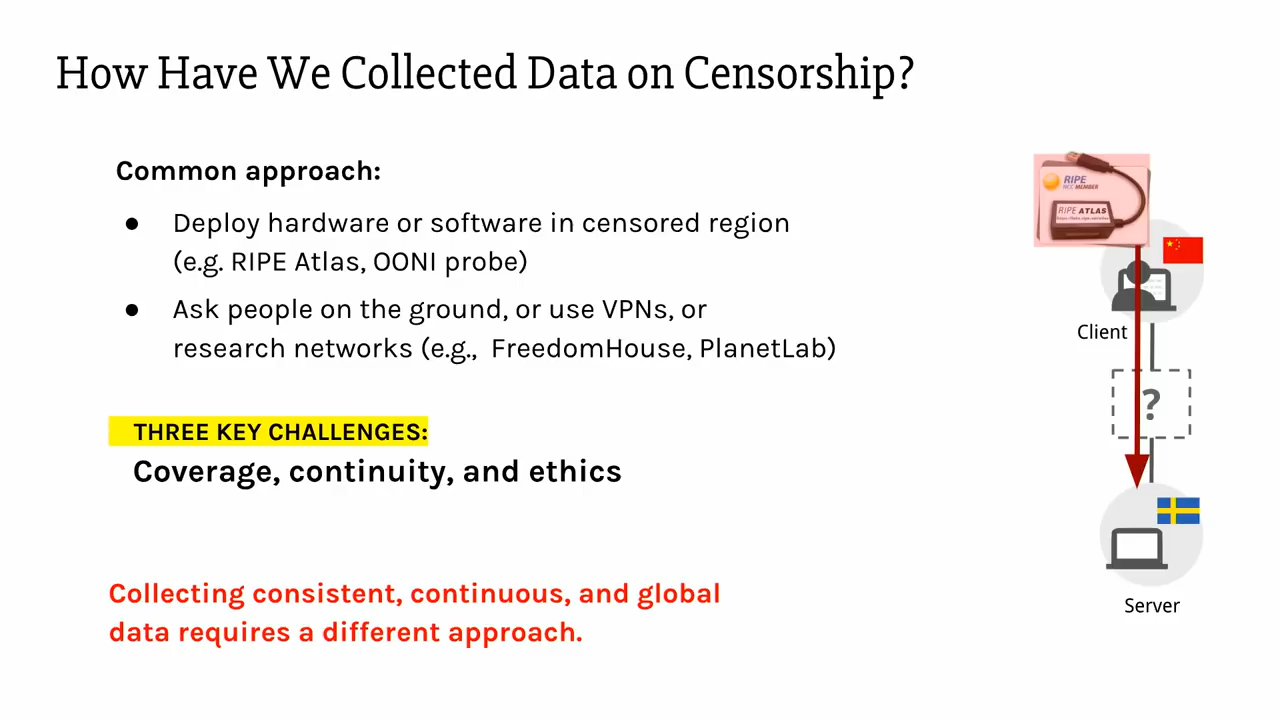 How Have We Collected Data on Censorship?
Common approach:
● Deploy hardware or software in censored region
(e.g. RIPE Atlas, OONI probe)
● Ask people on the ground, or use VPNs, or
research networks (e.g., FreedomHouse, PlanetLab)
THREE KEY CHALLENGES:
Coverage, continuity, and ethics
Collecting consistent, continuous, and global
data requires a different approach.
RIPE
NCC MEMBER
RIPE ATLAS
Client
?
Server